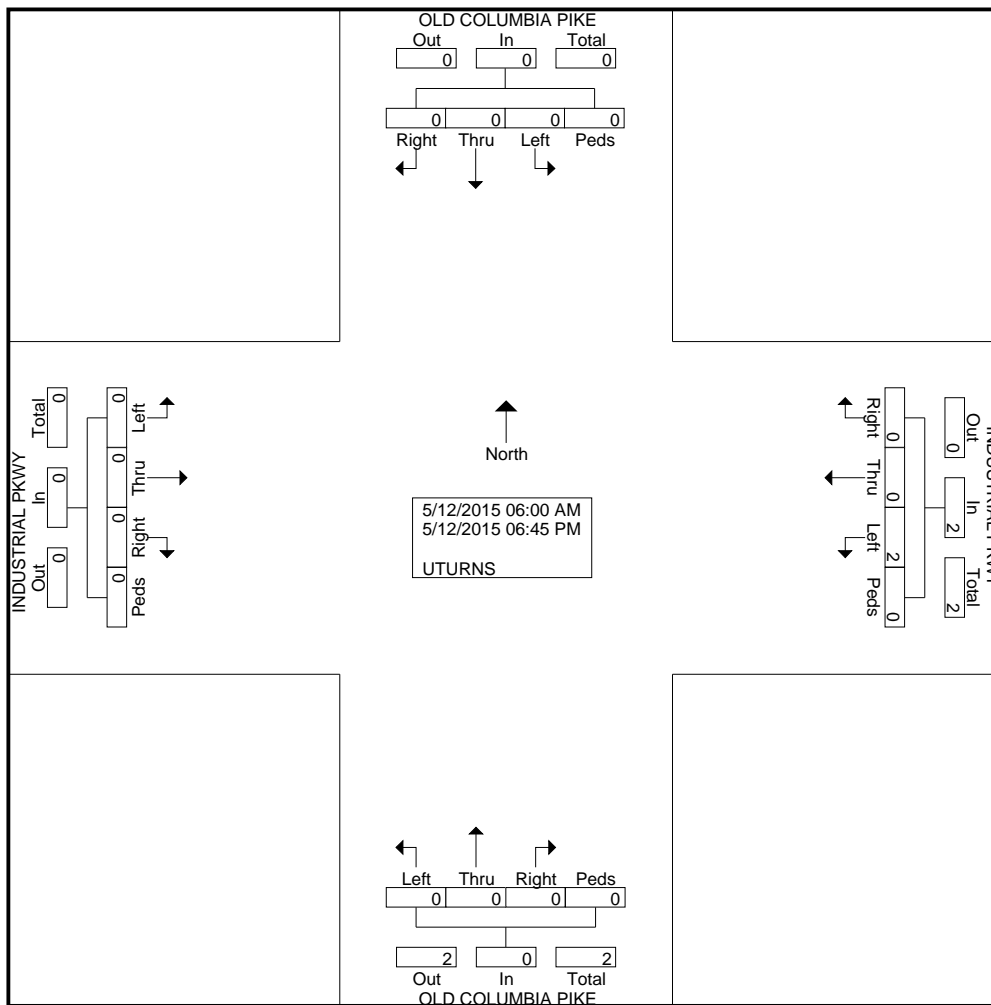 OLD COLUMBIA PIKE
Out In Total
0 0 0
0 0 0 0
Right Thru Left Peds
INDUSTRIAL PKWY
Total In Out
0 0 0
0 0 0 0
Left Thru Right Peds
North
5/12/2015 06:00 AM
5/12/2015 06:45 PM
UTURNS
Right Thru Left Peds
0 0 2 0
Out In Total
0 2 2
INDUSTRIAL PKWY
Left Thru Right Peds
0 0 0 0
2 0 2
Out In Total
OLD COLUMBIA PIKE